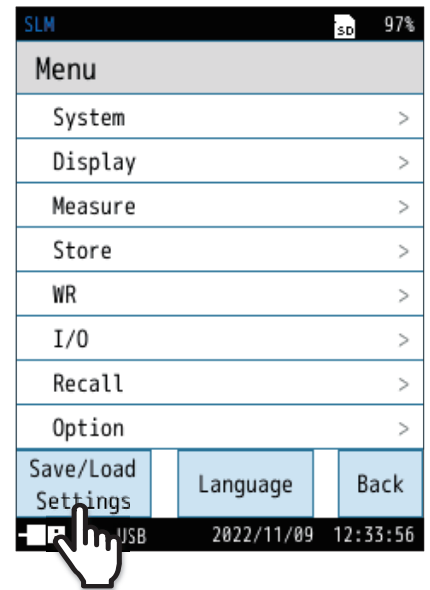 SLM SD 97%
Menu
System >
Display >
Measure >
Store >
WR >
I/O >
Recall >
Option >
Save/Load
Settings
Language
Back
USB 2022/11/09 12:33:56